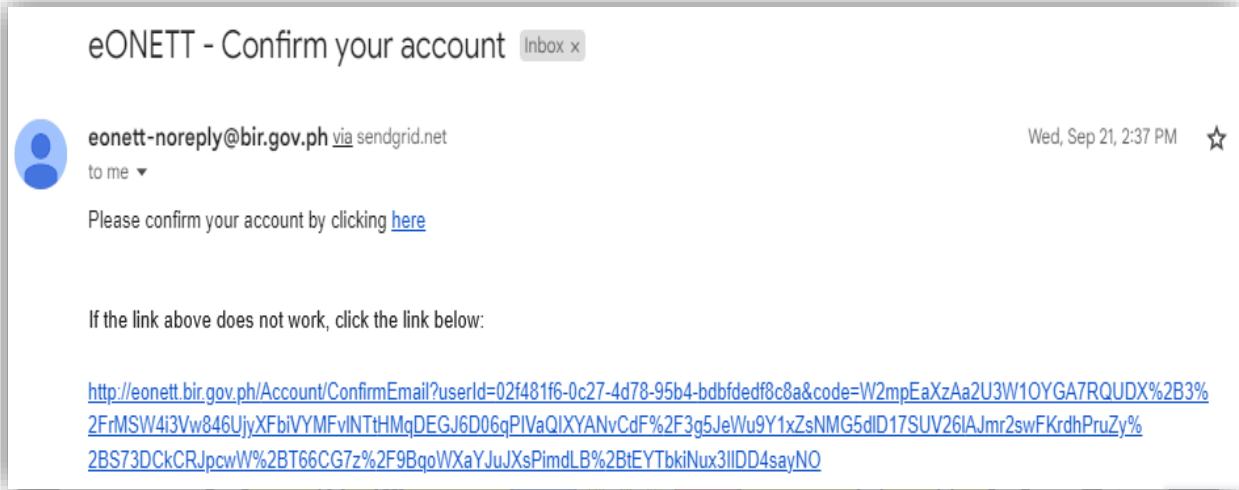 eONETT - Confirm your account Inbox x
eonett-noreply@bir.gov.ph via sendgrid.net
Wed, Sep 21, 2:37 PM
to me
Please confirm your account by clicking here
If the link above does not work, click the link below:
http://eonett.bir.gov.ph/Account/ConfirmEmail?userId=02f481f6-0c27-4d78-95b4-bdbfdedf8c8a&code=W2mpEaXzAa2U3W1OYGA7RQUDX%2B3%
2FrMSW4i3Vw846UjyXFbiVYMFvlNTtHMqDEGJ6D06qPIVaQIXYANvCdF%2F3g5JeWu9Y1xZsNMG5dlD17SUV26lAJmr2swFKrdhPruZy%
2BS73DCkCRJpcwW%2BT66CG7z%2F9BqoWXaYJuJXsPimdLB%2BtEYTbkiNux3IlDD4sayNO